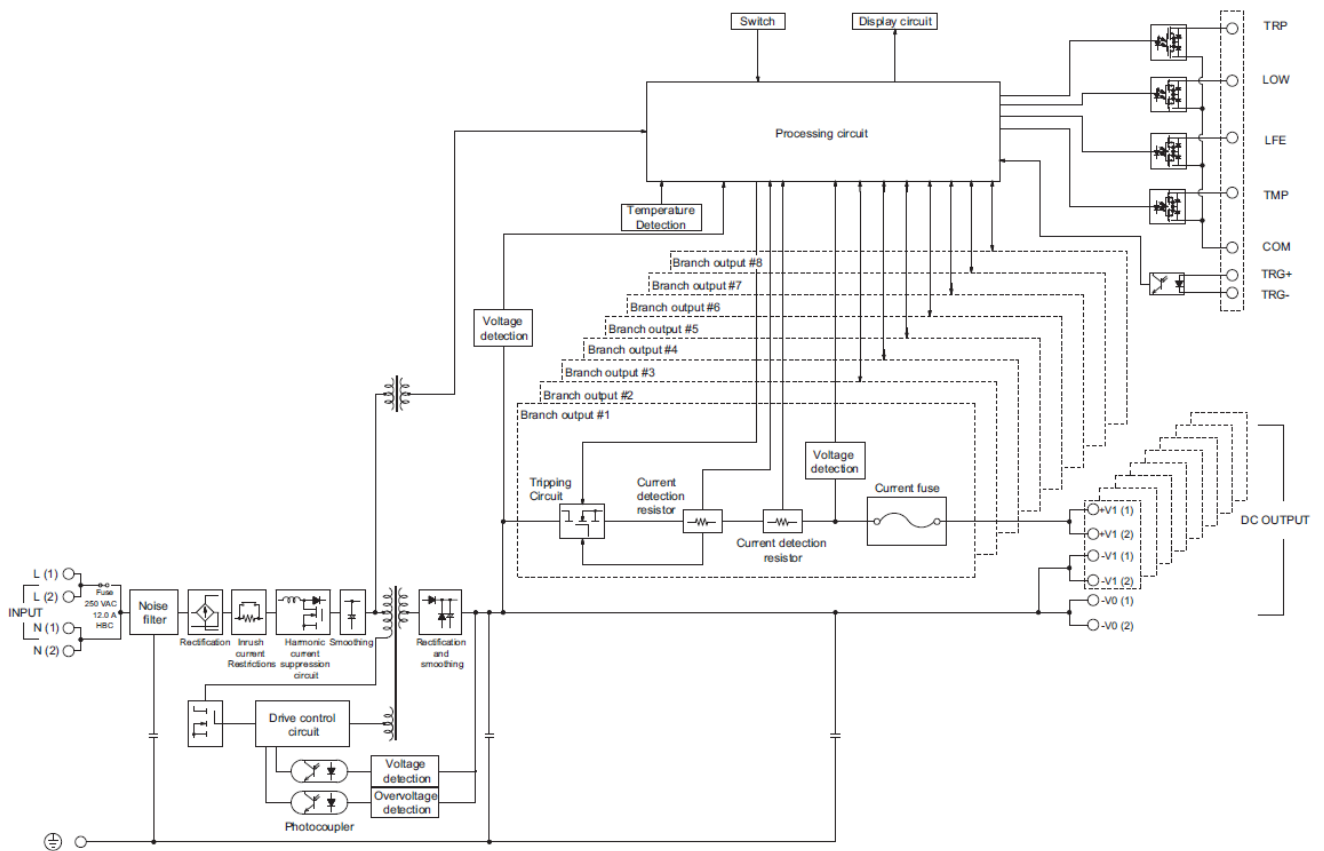 Switch
Display circuit
TRP
LOW
Processing circuit
LFE
TMP
Temperature
Detection
COM
Branch output #8
TRG+
Branch output #7
TRG-
Branch output #6
Voltage
detection
Branch output #5
Branch output #4
Branch output #3
Branch output #2
Branch output #1
Voltage
detection
Tripping
Circuit
Current
detection
resistor
Current fuse
+V1 (1)
DC OUTPUT
+V1 (2)
Current detection
resistor
-V1 (1)
L (1)
-V1 (2)
Fuse
250 VAC
12.0 A
HBC
L (2)
INPUT
Noise
filter
-V0 (1)
N (1)
-V0 (2)
N (2)
Rectification
Inrush
current
Restrictions
Harmonic
current
suppression
circuit
Smoothing
Rectification
and
smoothing
Drive control
circuit
Voltage
detection
Overvoltage
detection
Photocoupler